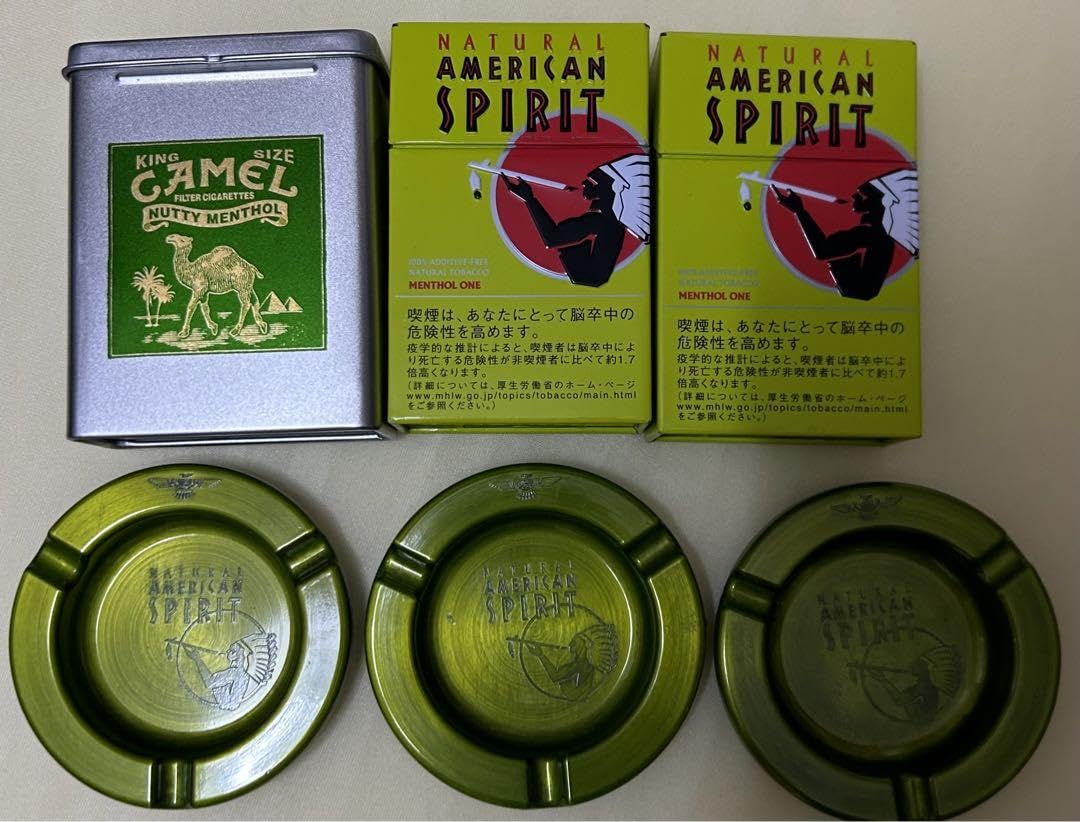 KING SIZE
CAMEL
FILTER CIGARETTES
NUTTY MENTHOL
NATURAL
AMERICAN
SPIRIT
100% ADDITIVE-FREE
NATURAL TOBACCO
MENTHOL ONE
喫煙は、あなたにとって脳卒中の
危険性を高めます。
疫学的な推計によると、喫煙者は脳卒中によ
り死亡する危険性が非喫煙者に比べて約1.7
倍高くなります。
(詳細については、厚生労働省のホーム・ページ
www.mhlw.go.jp/topics/tobacco/main.html
をご参照ください。)
NATURAL
AMERICAN
SPIRIT
100% ADDITIVE-FREE
NATURAL TOBACCO
MENTHOL ONE
喫煙は、あなたにとって脳卒中の
危険性を高めます。
疫学的な推計によると、喫煙者は脳卒中によ
り死亡する危険性が非喫煙者に比べて約1.7
倍高くなります。
(詳細については、厚生労働省のホーム・ページ
www.mhlw.go.jp/topics/tobacco/main.html
をご参照ください。)
NATURAL
AMERICAN
SPIRIT
NATURAL
AMERICAN
SPIRIT
NATURAL
AMERICAN
SPIRIT